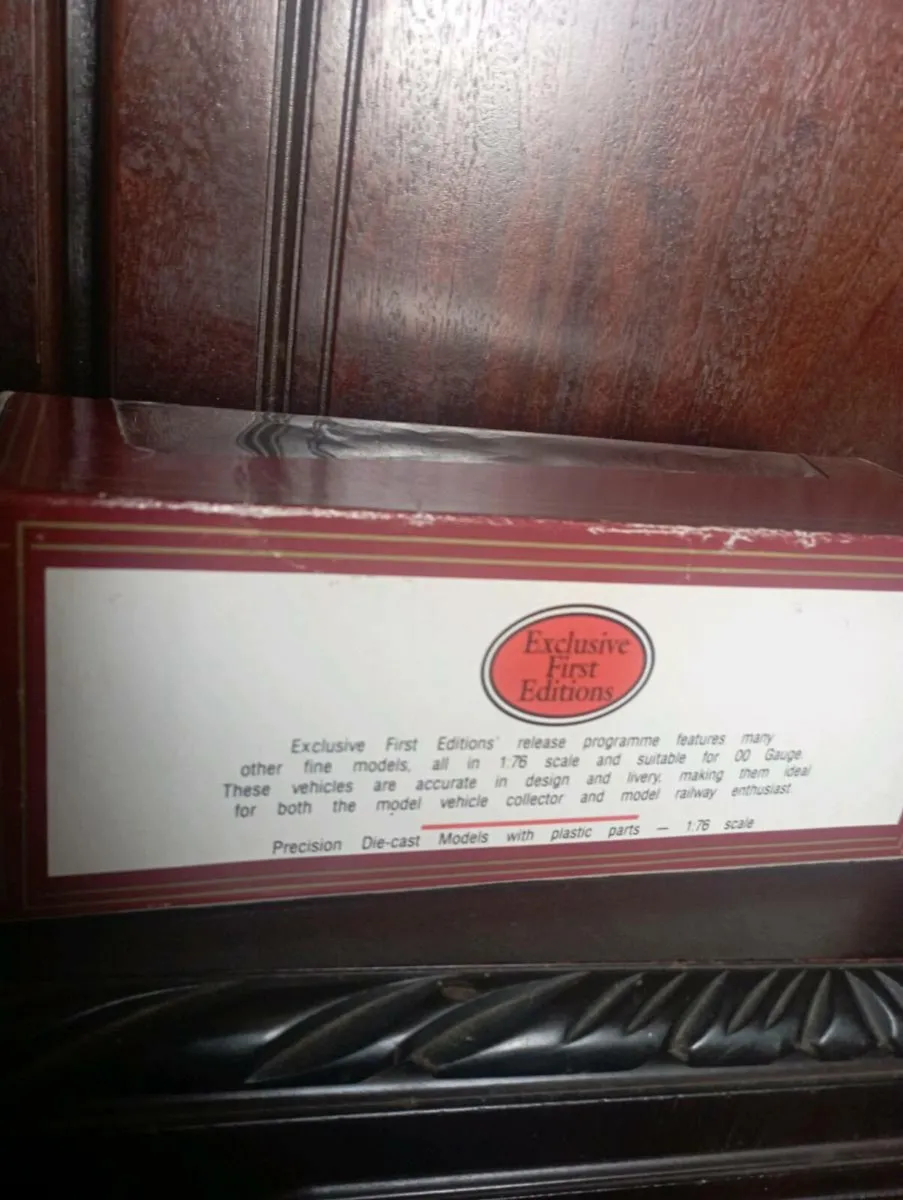 Exclusive
First
Editions
Exclusive First Editions' release programme features many
other fine models, all in 1:76 scale and suitable for 00 Gauge.
These vehicles are accurate in design and livery, making them ideal
for both the model vehicle collector and model railway enthusiast.
Precision Die-cast Models with plastic parts — 1:76 scale